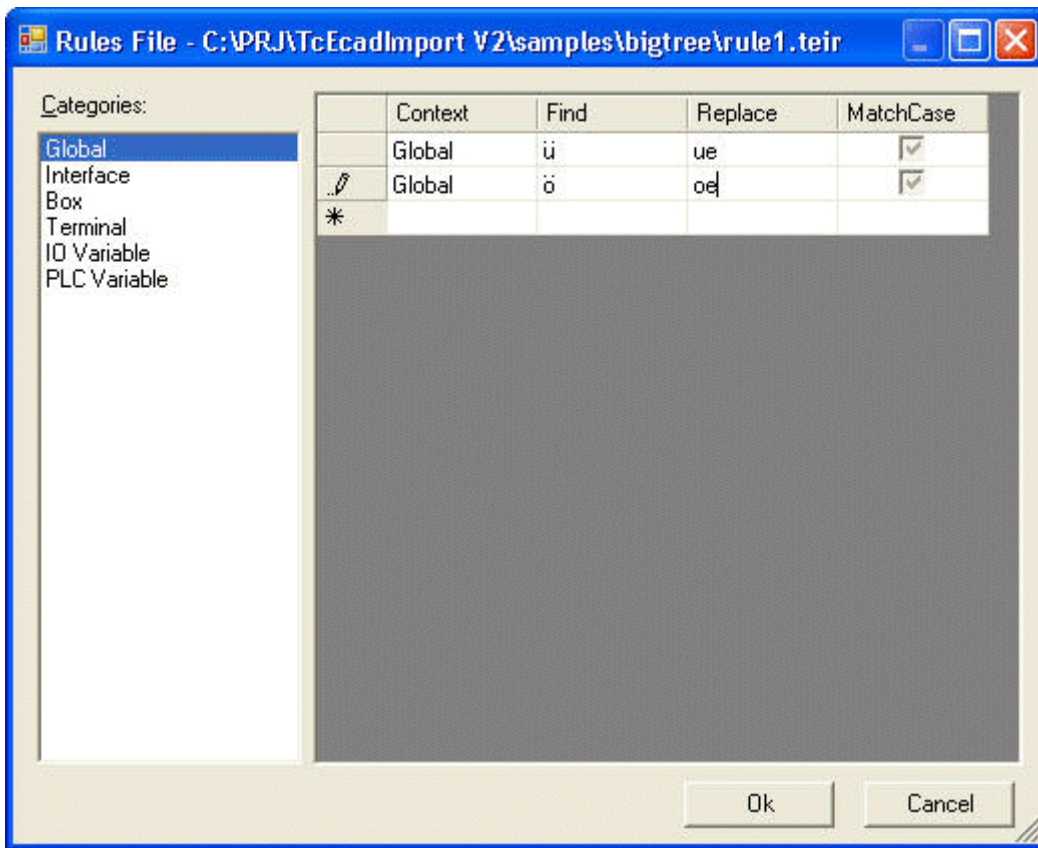 Rules File - C:\PRJ\TcEcadImport V2\samples\bigtree\rule1.teir
Categories:
Global
Interface
Box
Terminal
IO Variable
PLC Variable
Context Find Replace MatchCase
Global ü ue
Global ö oe
Ok Cancel